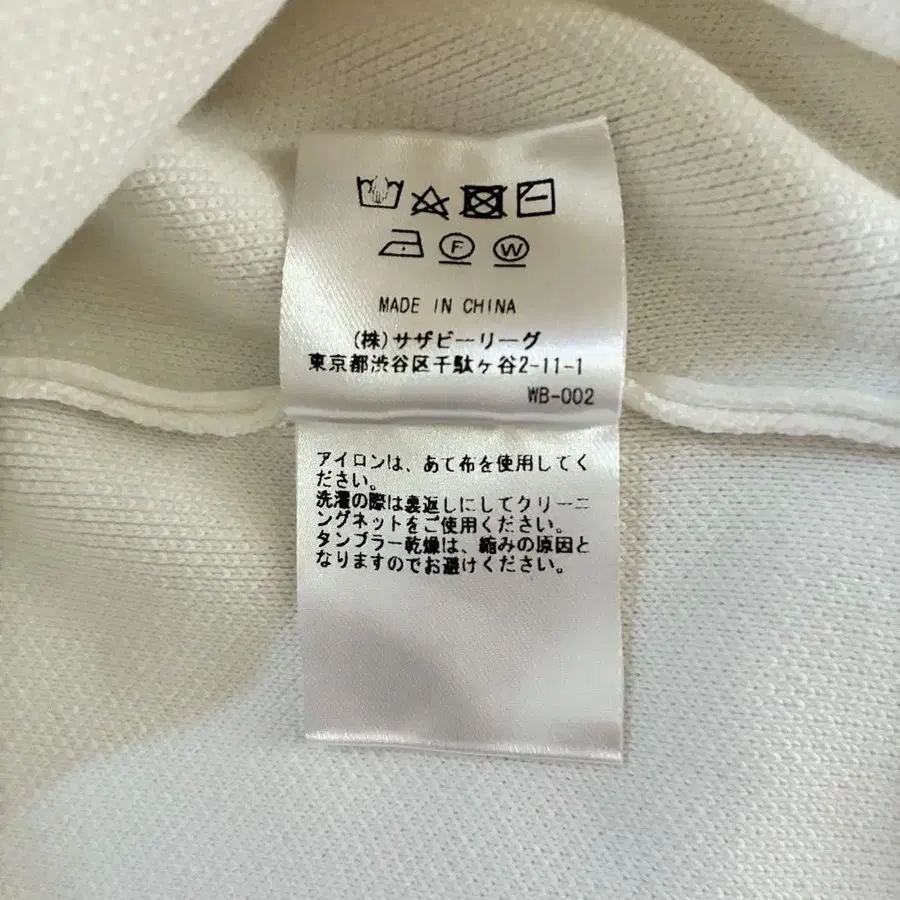 F W
MADE IN CHINA
(株)サザビーリーグ
東京都渋谷区千駄ヶ谷2-11-1
WB-002
アイロンは、あて布を使用してく
ださい。
洗濯の際は裏返しにしてクリーニ
ングネットをご使用ください。
タンブラー乾燥は、縮みの原因と
なりますのでお避けください。